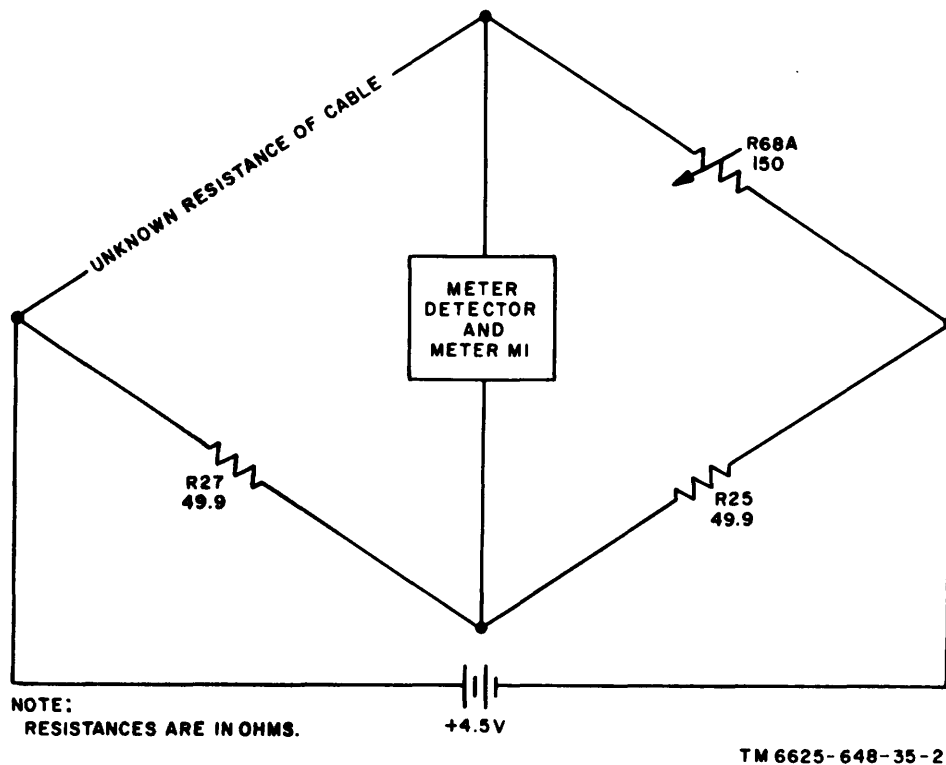 UNKNOWN RESISTANCE OF CABLE
R68A
150
METER
DETECTOR
AND
METER M1
R27
49.9
R25
49.9
NOTE:
RESISTANCES ARE IN OHMS.
+4.5V
TM 6625-648-35-2